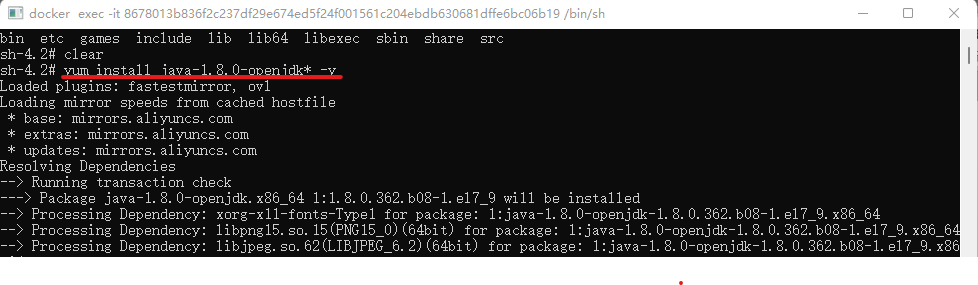 docker exec -it 8678013b836f2c237df29e674ed5f24f001561c204ebdb630681dffe6bc06b19 /bin/sh
bin etc games include lib lib64 libexec sbin share src
sh-4.2# clear
sh-4.2# yum install java-1.8.0-openjdk* -y
Loaded plugins: fastestmirror, ovl
Loading mirror speeds from cached hostfile
* base: mirrors.aliyuncs.com
* extras: mirrors.aliyuncs.com
* updates: mirrors.aliyuncs.com
Resolving Dependencies
--> Running transaction check
---> Package java-1.8.0-openjdk.x86_64 1:1.8.0.362.b08-1.el7_9 will be installed
--> Processing Dependency: xorg-x11-fonts-Type1 for package: 1:java-1.8.0-openjdk-1.8.0.362.b08-1.el7_9.x86_64
--> Processing Dependency: libpng15.so.15(PNG15_0)(64bit) for package: 1:java-1.8.0-openjdk-1.8.0.362.b08-1.el7_9.x86_64
--> Processing Dependency: libjpeg.so.62(LIBJPEG_6.2)(64bit) for package: 1:java-1.8.0-openjdk-1.8.0.362.b08-1.el7_9.x86